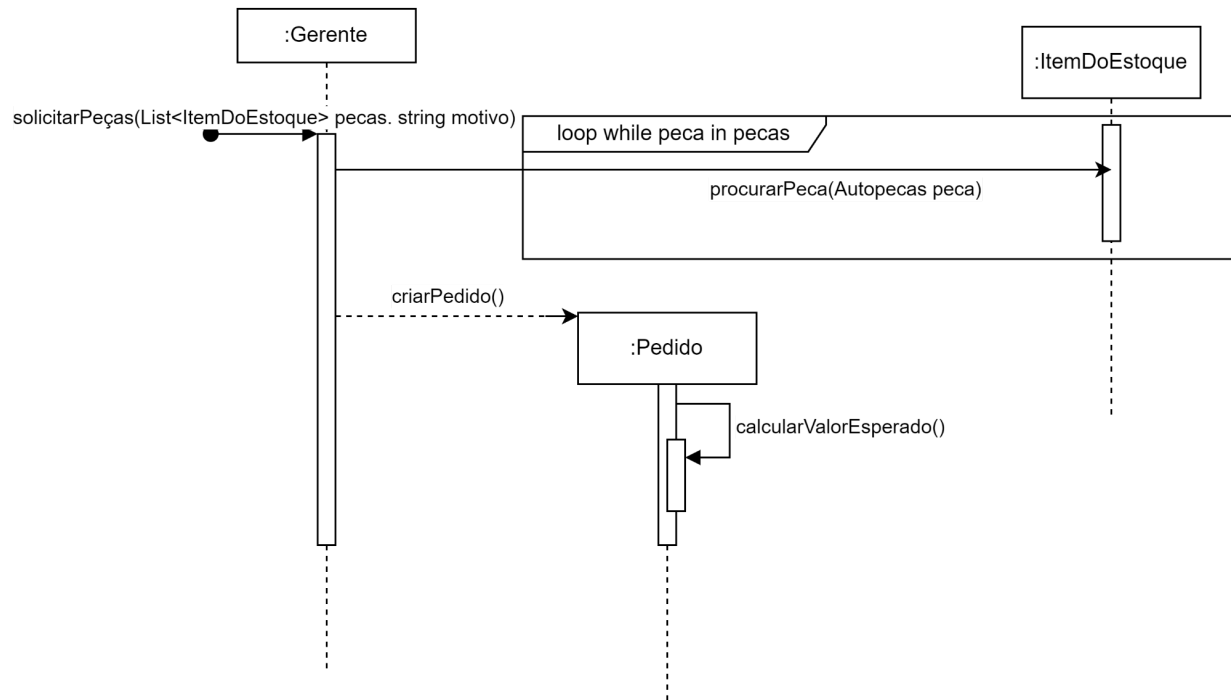 :Gerente
:ItemDoEstoque
solicitarPeças(List<ItemDoEstoque> pecas. string motivo)
loop while peca in pecas
procurarPeca(Autopecas peca)
criarPedido()
:Pedido
calcularValorEsperado()